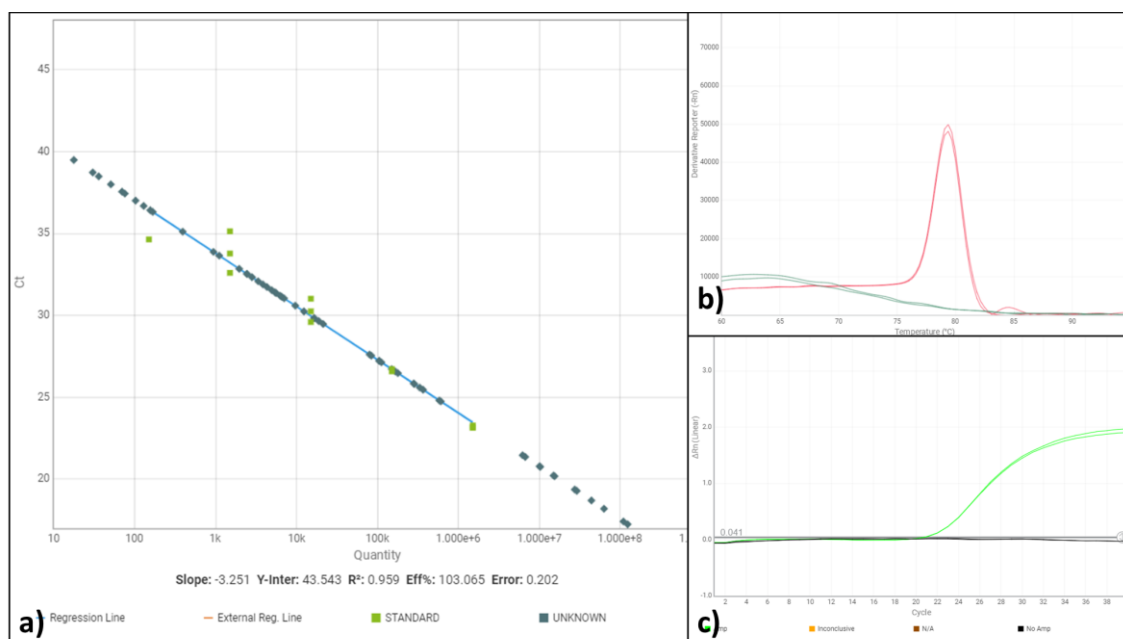 45
40
35
30
25
20
Ct
10
100
1k
10k
100k
1.000e+6
1.000e+7
1.000e+8
Quantity
Slope: -3.251 Y-Inter: 43.543 R²: 0.959 Eff%: 103.065 Error: 0.202
Regression Line
External Reg. Line
STANDARD
UNKNOWN
a)
70000
60000
50000
40000
30000
20000
10000
Derivative Reporter (-Rn)
60
65
70
75
80
85
90
Temperature (°C)
b)
3.0
2.0
1.0
0.0
-1.0
ΔRn (Linear)
0.041
2
4
6
8
10
12
14
16
18
20
22
24
26
28
30
32
34
36
38
Cycle
Inconclusive
N/A
No Amp
c)